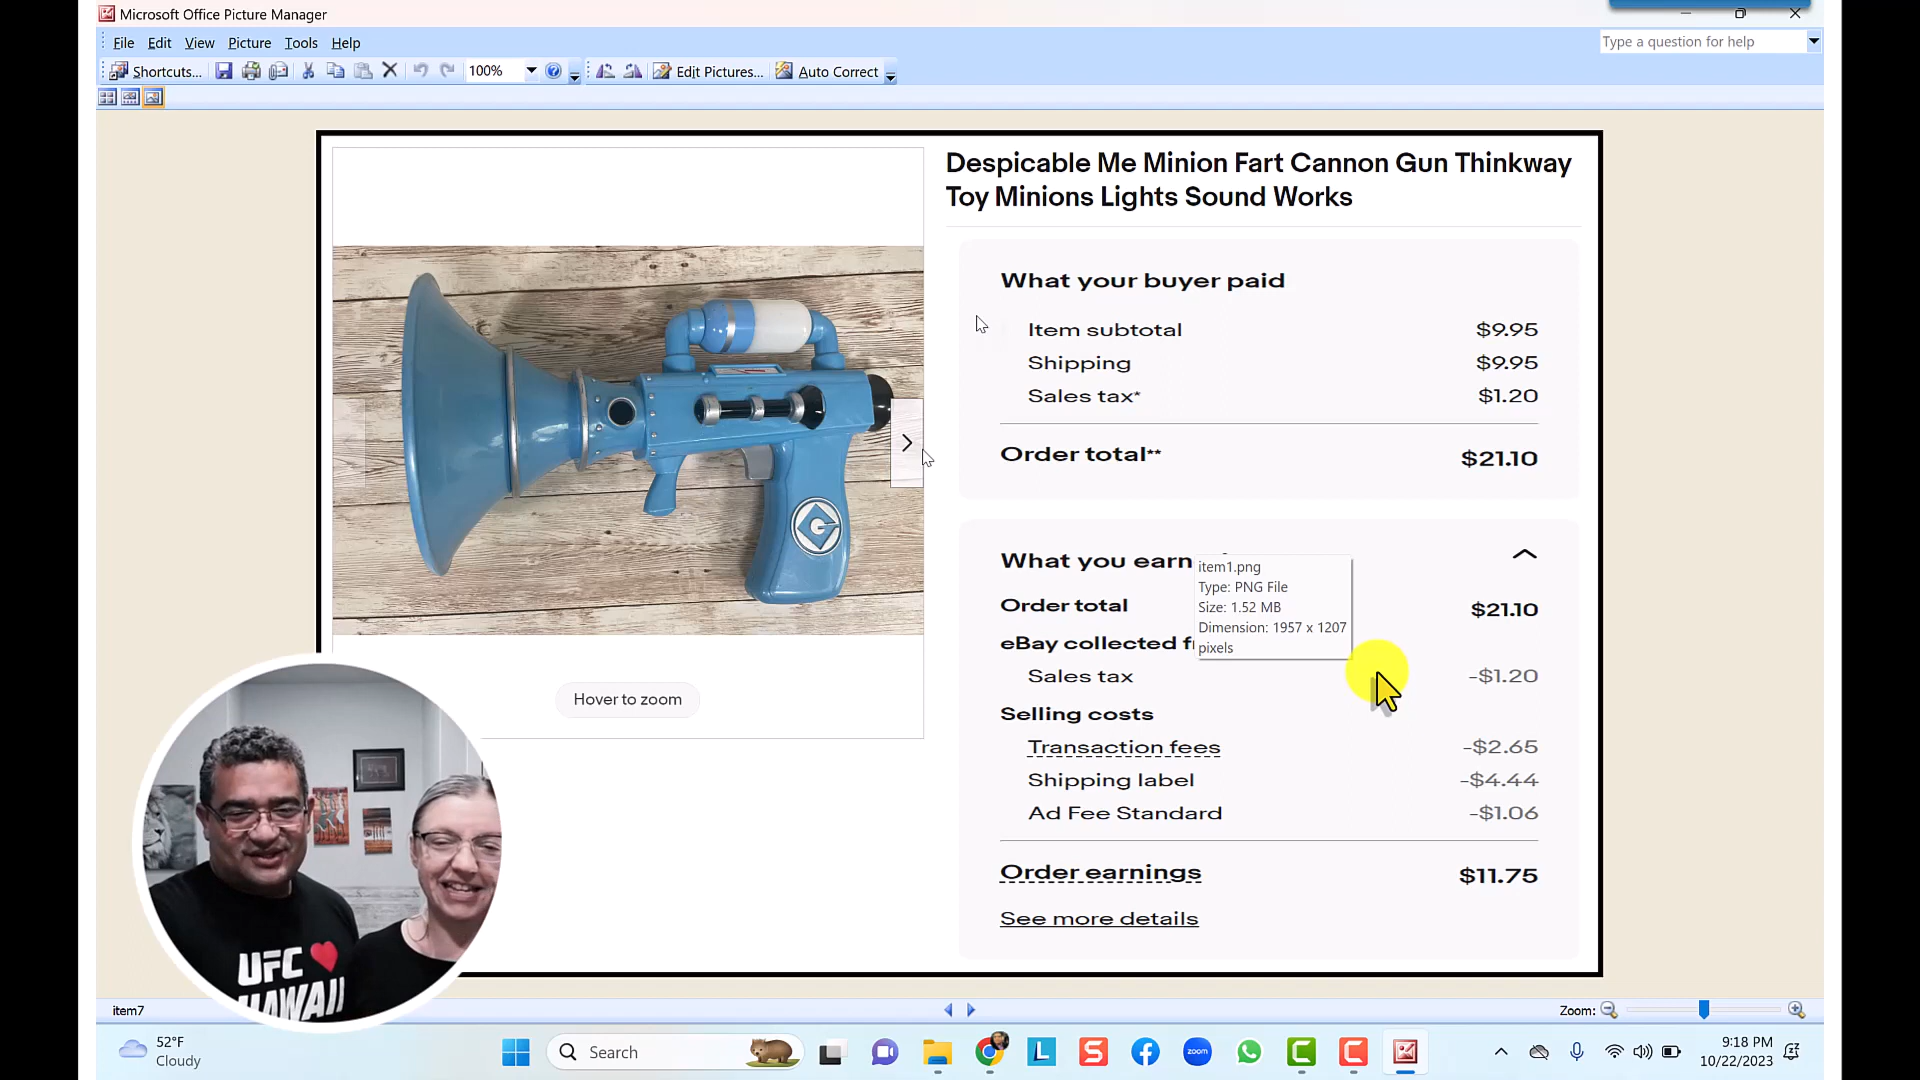 Microsoft Office Picture Manager
File Edit View Picture Tools Help
Type a question for help
Shortcuts... 100% Edit Pictures... Auto Correct
Despicable Me Minion Fart Cannon Gun Thinkway
Toy Minions Lights Sound Works
What your buyer paid
Item subtotal $9.95
Shipping $9.95
Sales tax* $1.20
Order total** $21.10
What you earn
item1.png
Type: PNG File
Size: 1.52 MB
Dimension: 1957 x 1207
pixels
Order total $21.10
eBay collected
Sales tax -$1.20
Selling costs
Transaction fees -$2.65
Shipping label -$4.44
Ad Fee Standard -$1.06
Order earnings $11.75
See more details
Hover to zoom
UFC
HAWAII
item7
Zoom:
52°F
Cloudy
Search
zoom
9:18 PM
10/22/2023